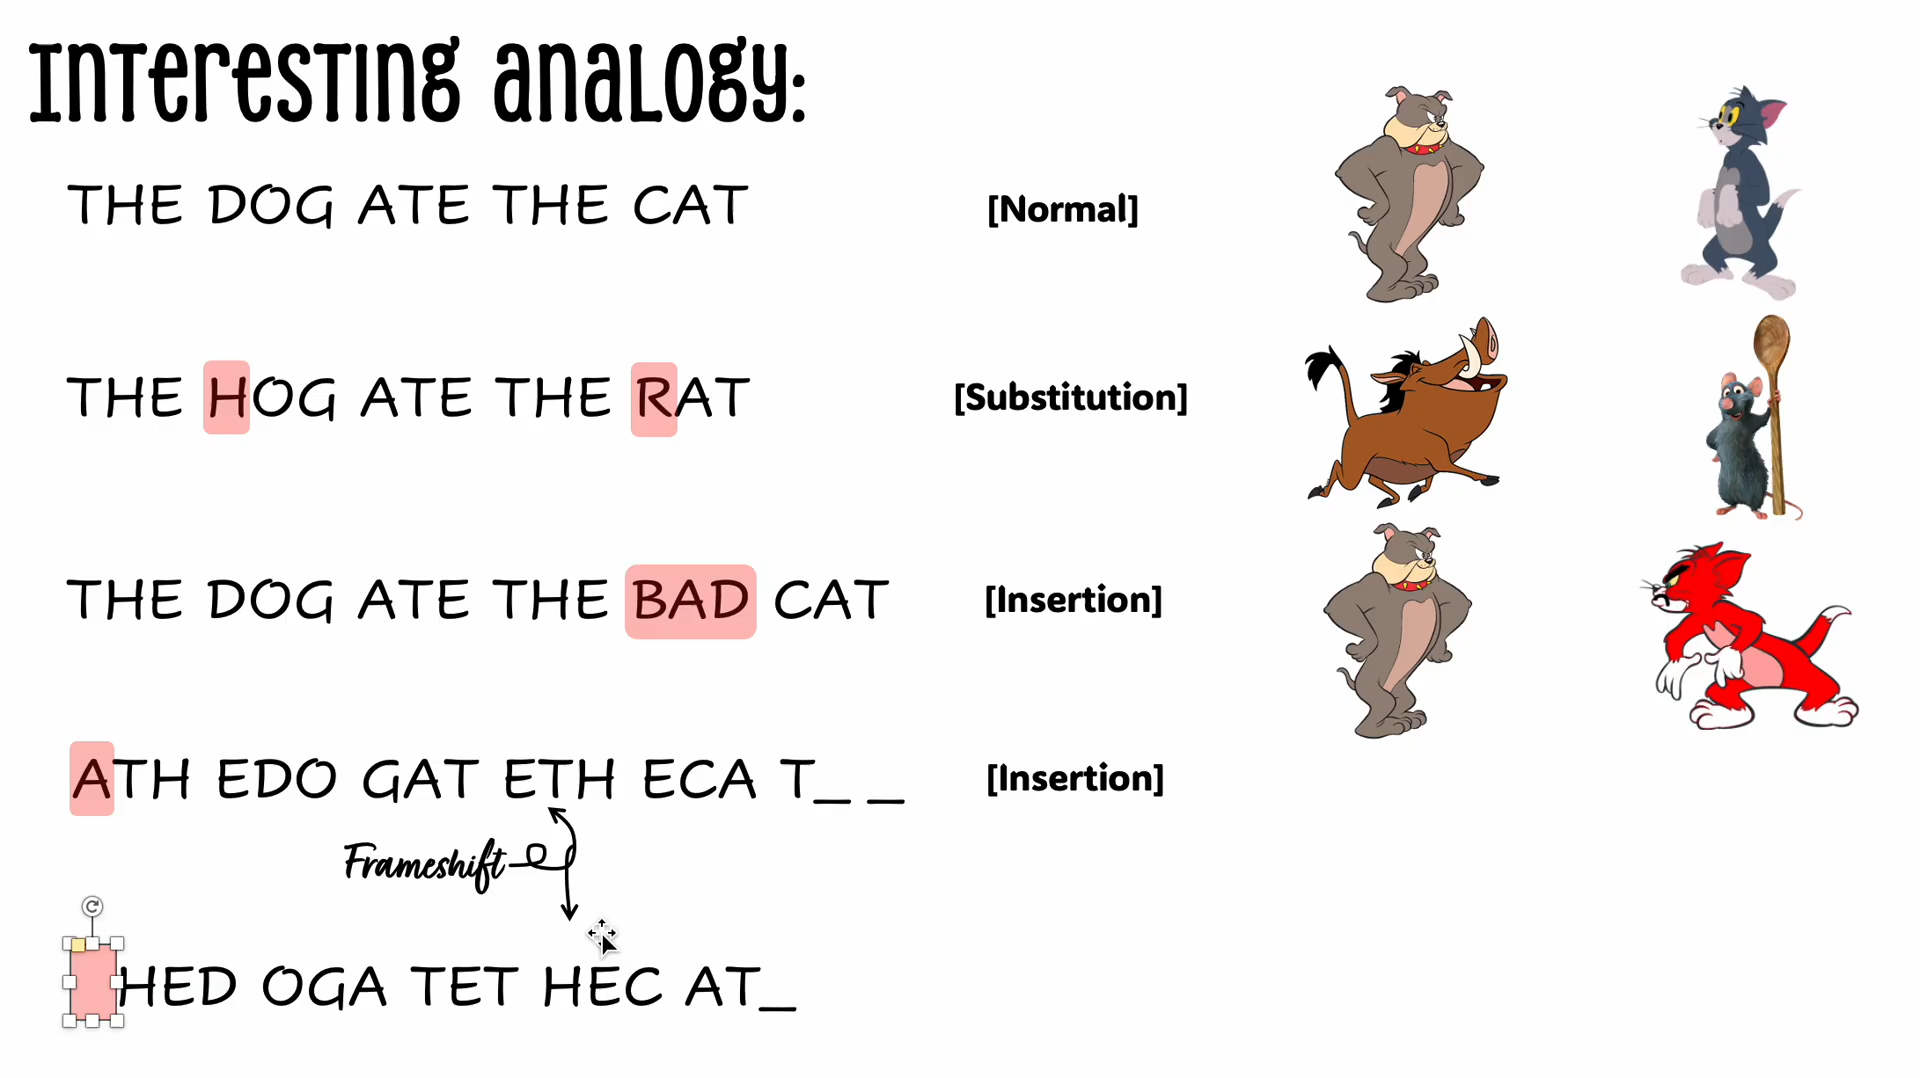 Interesting analogy:
THE DOG ATE THE CAT [Normal]
THE HOG ATE THE RAT [Substitution]
THE DOG ATE THE BAD CAT [Insertion]
ATH EDO GAT ETH ECA T_ _ [Insertion]
Frameshift
HED OGA TET HEC AT_